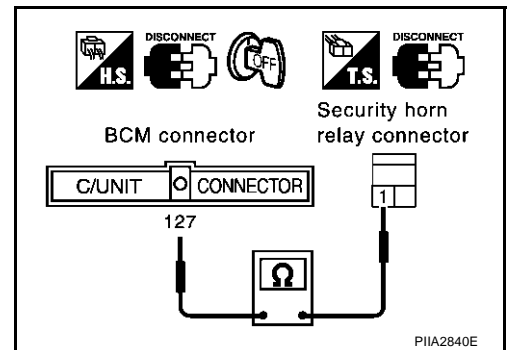 DISCONNECT
DISCONNECT
H.S.
OFF
T.S.
Security horn
relay connector
BCM connector
C/UNIT
CONNECTOR
1
127
Ω
PIIA2840E